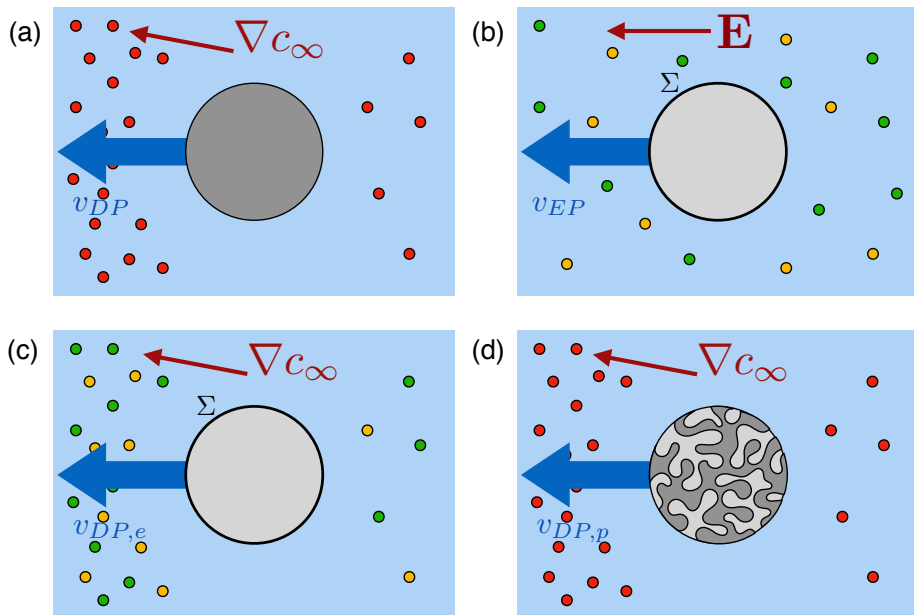 (a)
∇c∞
v_DP
(b)
E
Σ
v_EP
(c)
∇c∞
Σ
v_DP,e
(d)
∇c∞
v_DP,p